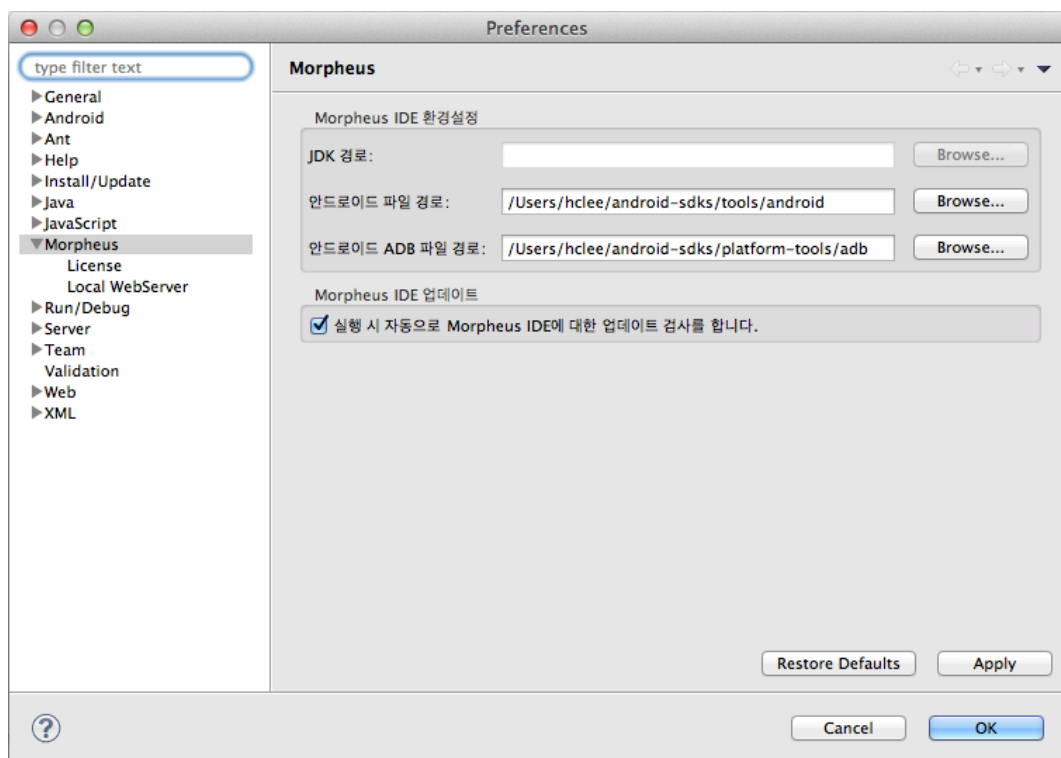 Preferences
type filter text
General
Android
Ant
Help
Install/Update
Java
JavaScript
Morpheus
License
Local WebServer
Run/Debug
Server
Team
Validation
Web
XML
Morpheus
Morpheus IDE 환경설정
JDK 경로: Browse...
안드로이드 파일 경로: /Users/hclee/android-sdks/tools/android Browse...
안드로이드 ADB 파일 경로: /Users/hclee/android-sdks/platform-tools/adb Browse...
Morpheus IDE 업데이트
실행 시 자동으로 Morpheus IDE에 대한 업데이트 검사를 합니다.
Restore Defaults Apply
? Cancel OK